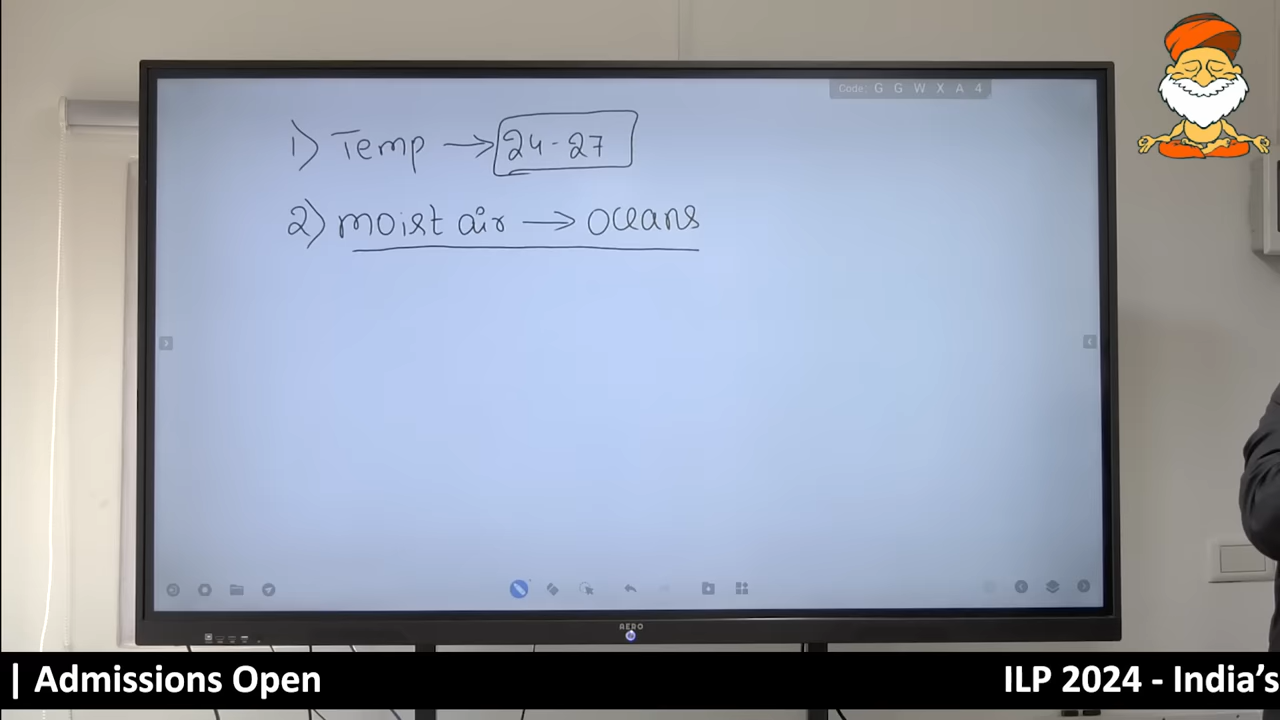 Code: G G W X A 4
1) Temp → 24-27
2) moist air → Oceans
AERO
| Admissions Open
ILP 2024 - India's